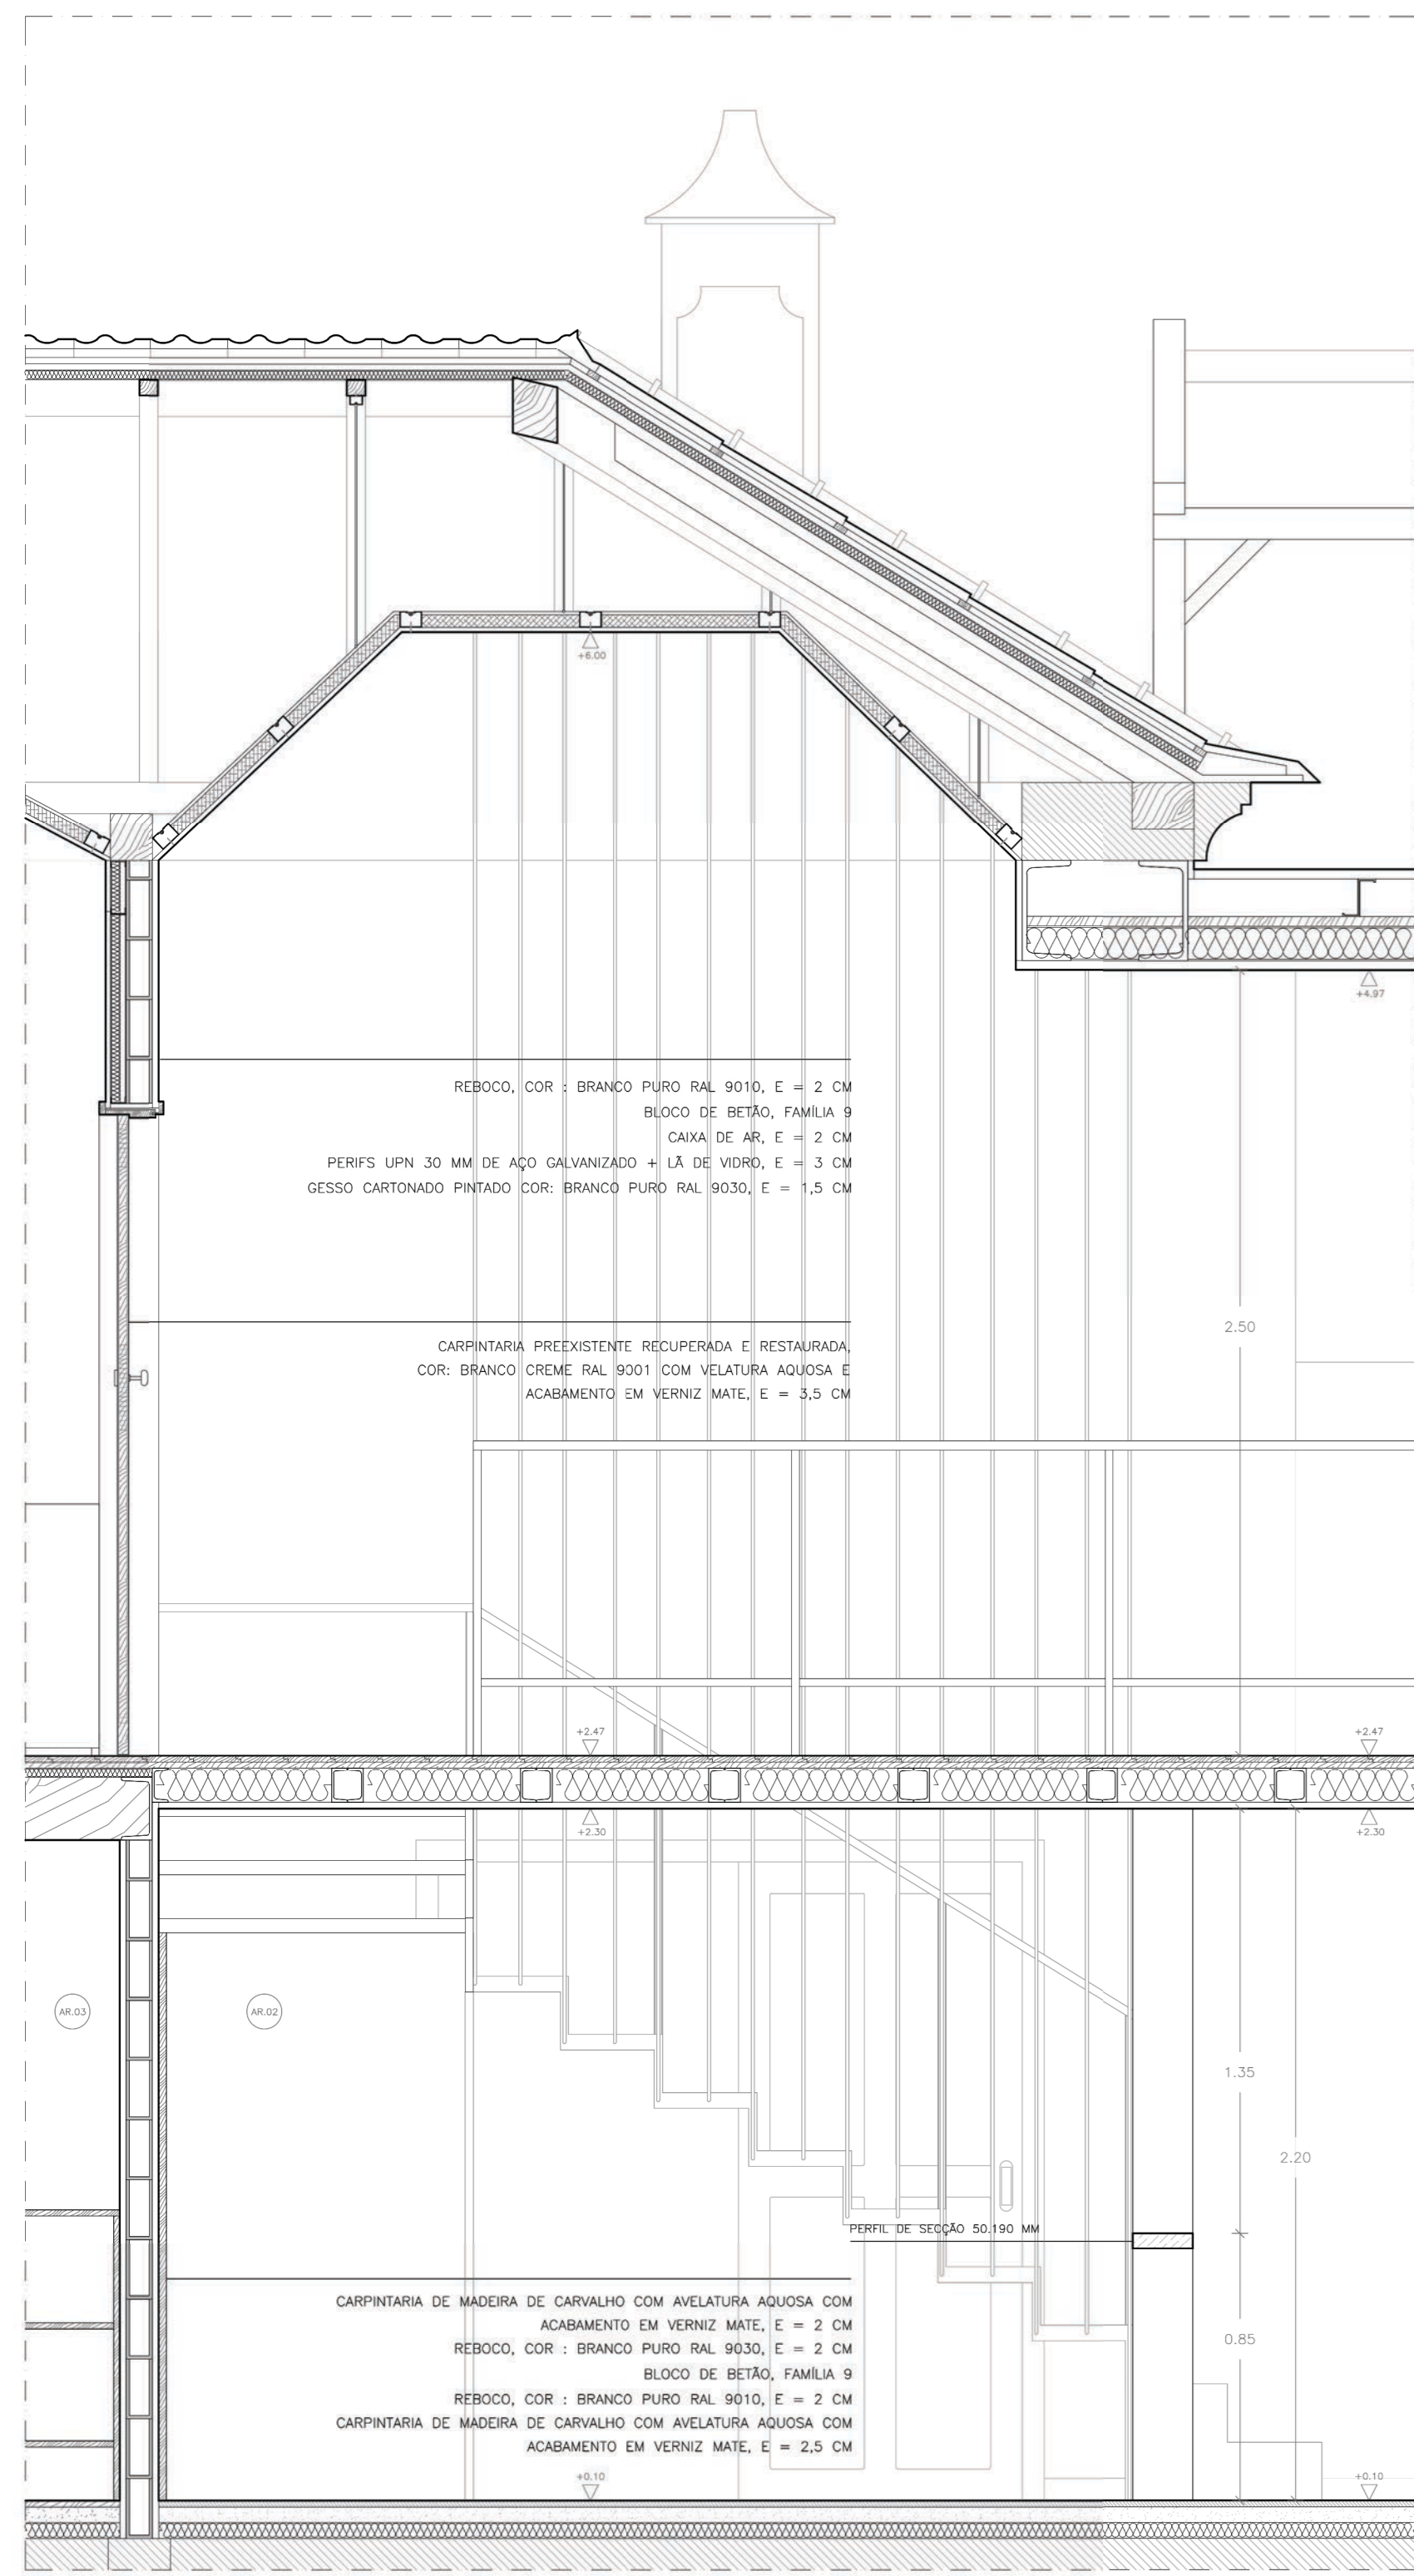 +6.00
+4.97
REBOCO, COR : BRANCO PURO RAL 9010, E = 2 CM
BLOCO DE BETÃO, FAMÍLIA 9
CAIXA DE AR, E = 2 CM
PERIFS UPN 30 MM DE AÇO GALVANIZADO + LÃ DE VIDRO, E = 3 CM
GESSO CARTONADO PINTADO COR: BRANCO PURO RAL 9030, E = 1,5 CM
2.50
CARPINTARIA PREEXISTENTE RECUPERADA E RESTAURADA,
COR: BRANCO CREME RAL 9001 COM VELATURA AQUOSA E
ACABAMENTO EM VERNIZ MATE, E = 3,5 CM
+2.47
+2.47
+2.30
+2.30
AR.03
AR.02
1.35
2.20
PERFIL DE SECÇÃO 50.190 MM
CARPINTARIA DE MADEIRA DE CARVALHO COM AVELATURA AQUOSA COM
ACABAMENTO EM VERNIZ MATE, E = 2 CM
REBOCO, COR : BRANCO PURO RAL 9030, E = 2 CM
BLOCO DE BETÃO, FAMÍLIA 9
REBOCO, COR : BRANCO PURO RAL 9010, E = 2 CM
CARPINTARIA DE MADEIRA DE CARVALHO COM AVELATURA AQUOSA COM
ACABAMENTO EM VERNIZ MATE, E = 2,5 CM
0.85
+0.10
+0.10